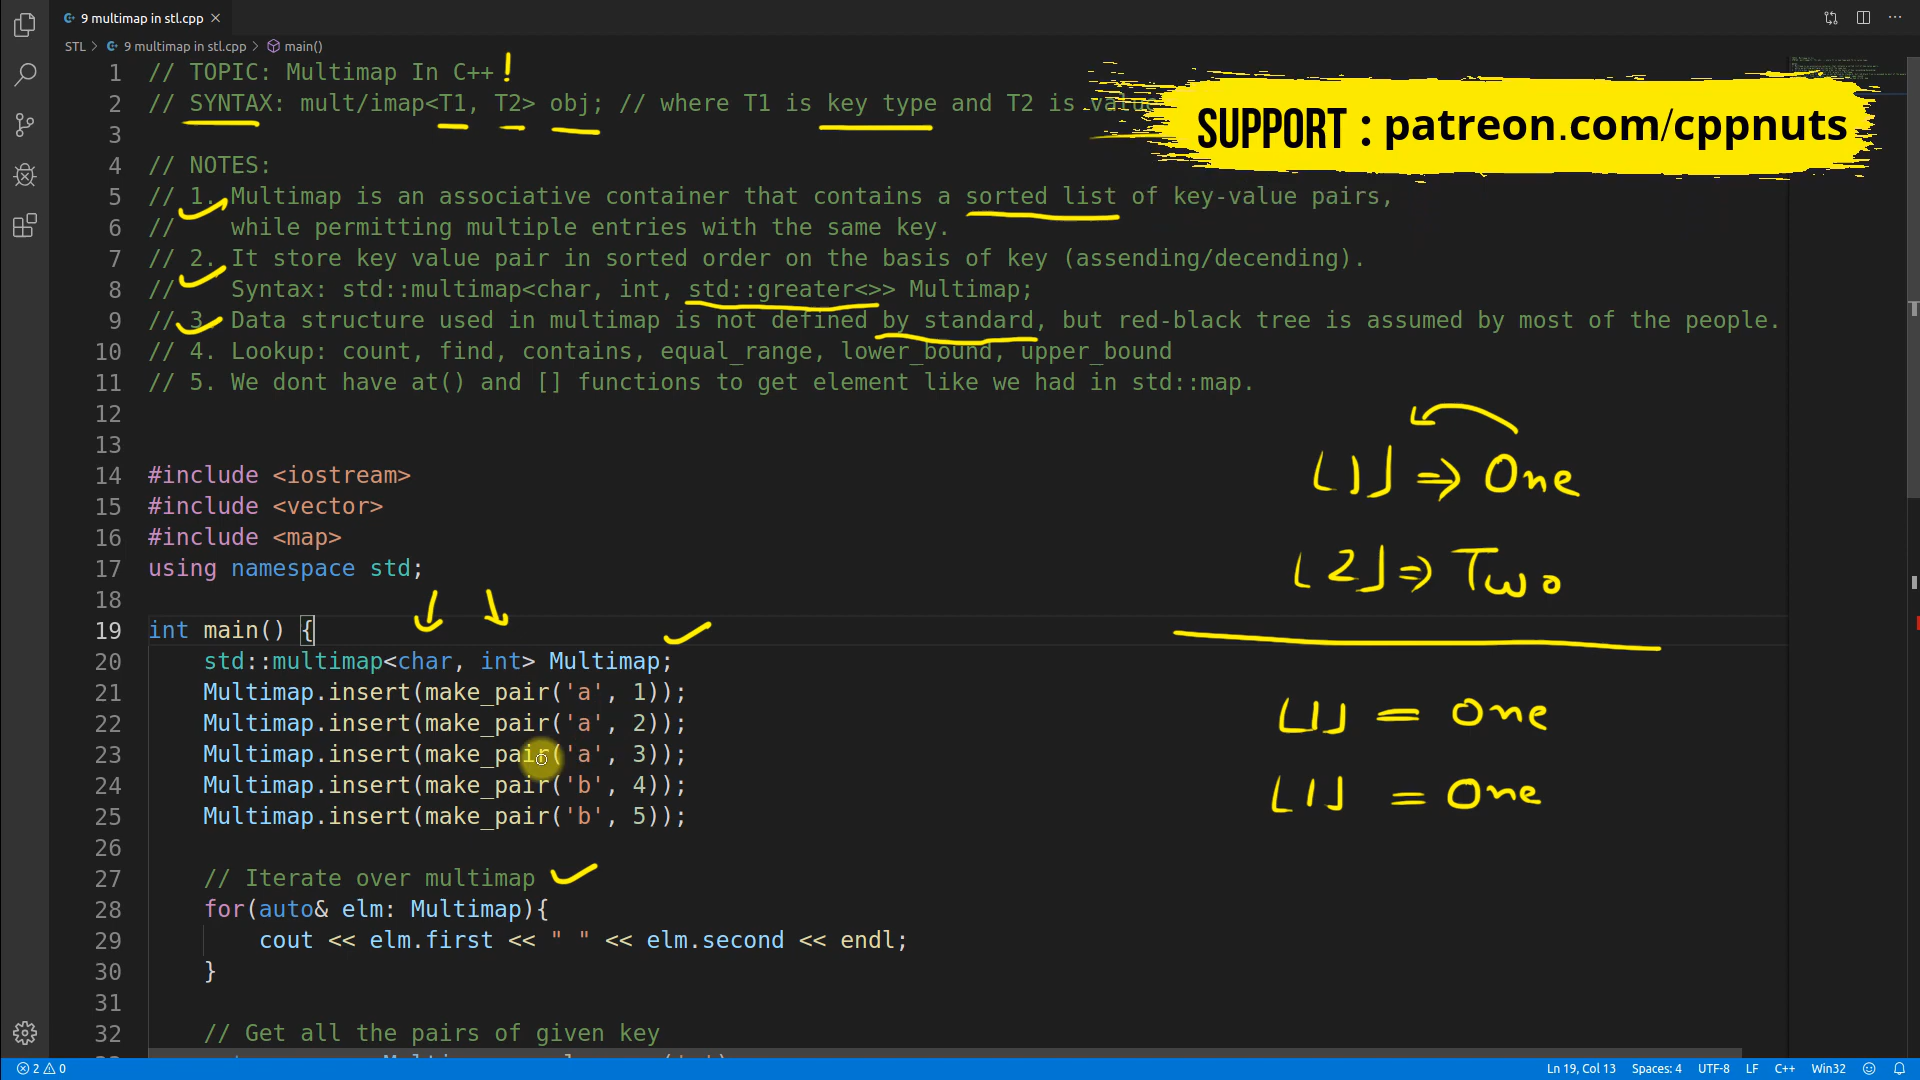 9 multimap in stl.cpp
STL > 9 multimap in stl.cpp > main()
1 // TOPIC: Multimap In C++ !
2 // SYNTAX: mult/imap<T1, T2> obj; // where T1 is key type and T2 is value
SUPPORT : patreon.com/cppnuts
3
4 // NOTES:
5 // 1. Multimap is an associative container that contains a sorted list of key-value pairs,
6 // while permitting multiple entries with the same key.
7 // 2. It store key value pair in sorted order on the basis of key (assending/decending).
8 // Syntax: std::multimap<char, int, std::greater<>> Multimap;
9 // 3. Data structure used in multimap is not defined by standard, but red-black tree is assumed by most of the people.
10 // 4. Lookup: count, find, contains, equal_range, lower_bound, upper_bound
11 // 5. We dont have at() and [] functions to get element like we had in std::map.
12
13
14 #include <iostream>
[1] => One
15 #include <vector>
16 #include <map>
17 using namespace std;
[2] => Two
18
19 int main() {
20 std::multimap<char, int> Multimap;
21 Multimap.insert(make_pair('a', 1));
[1] = One
22 Multimap.insert(make_pair('a', 2));
23 Multimap.insert(make_pair('a', 3));
24 Multimap.insert(make_pair('b', 4));
[1] = One
25 Multimap.insert(make_pair('b', 5));
26
27 // Iterate over multimap
28 for(auto& elm: Multimap){
29 cout << elm.first << " " << elm.second << endl;
30 }
31
32 // Get all the pairs of given key
2 0 Ln 19, Col 13 Spaces: 4 UTF-8 LF C++ Win32